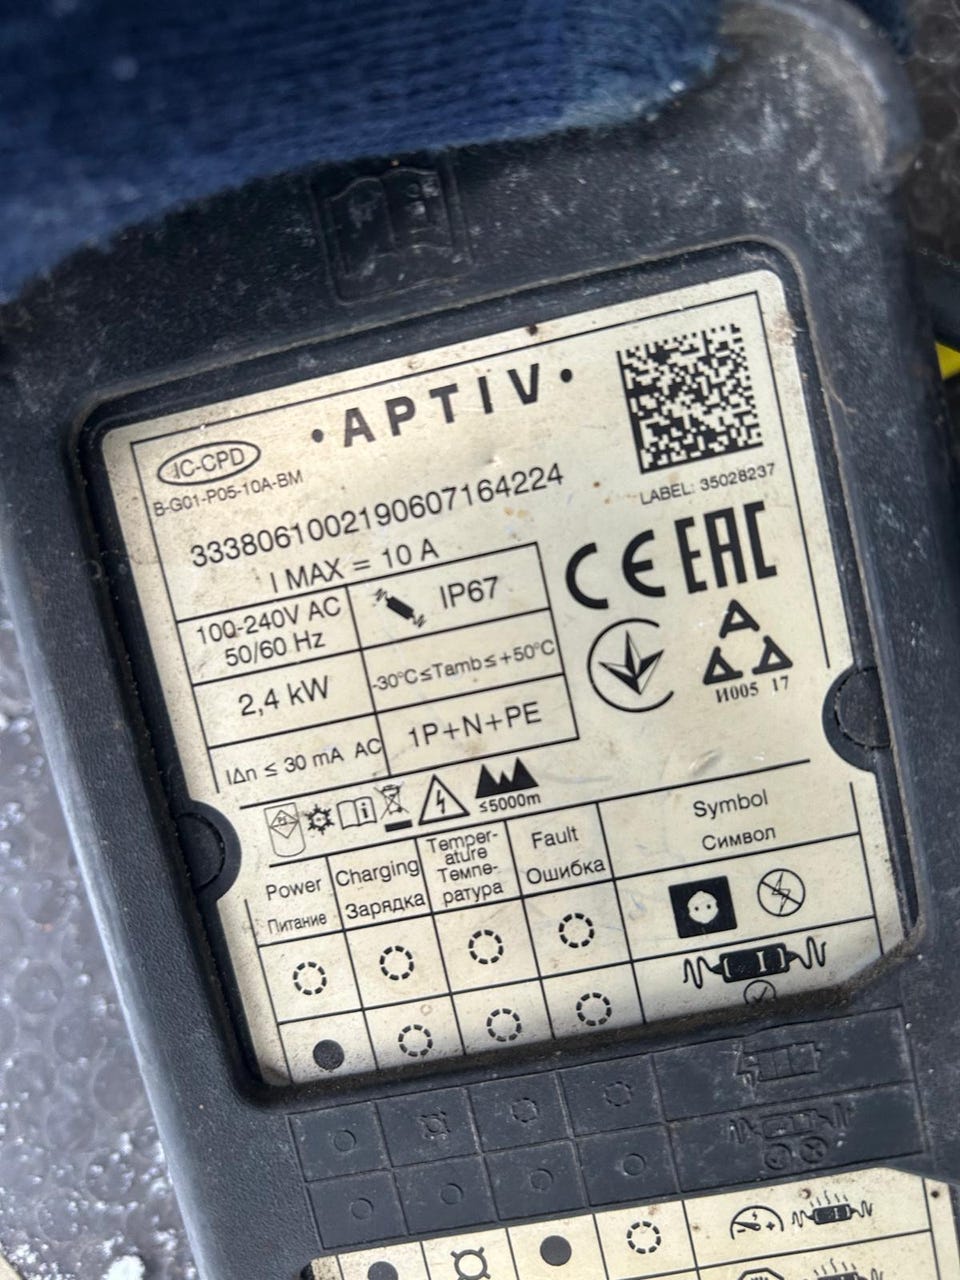 • APTIV •
IC-CPD
B-G01-P05-10A-BM
LABEL: 35028237
3338061002190607164224
I MAX = 10 A
100-240V AC
50/60 Hz
IP67
2,4 kW
-30°C≤Tamb≤+50°C
IΔn ≤ 30 mA AC
1P+N+PE
CE EAC
И005 17
≤5000m
Power
Питание
Charging
Зарядка
Temper-
ature
Темпе-
ратура
Fault
Ошибка
Symbol
Символ